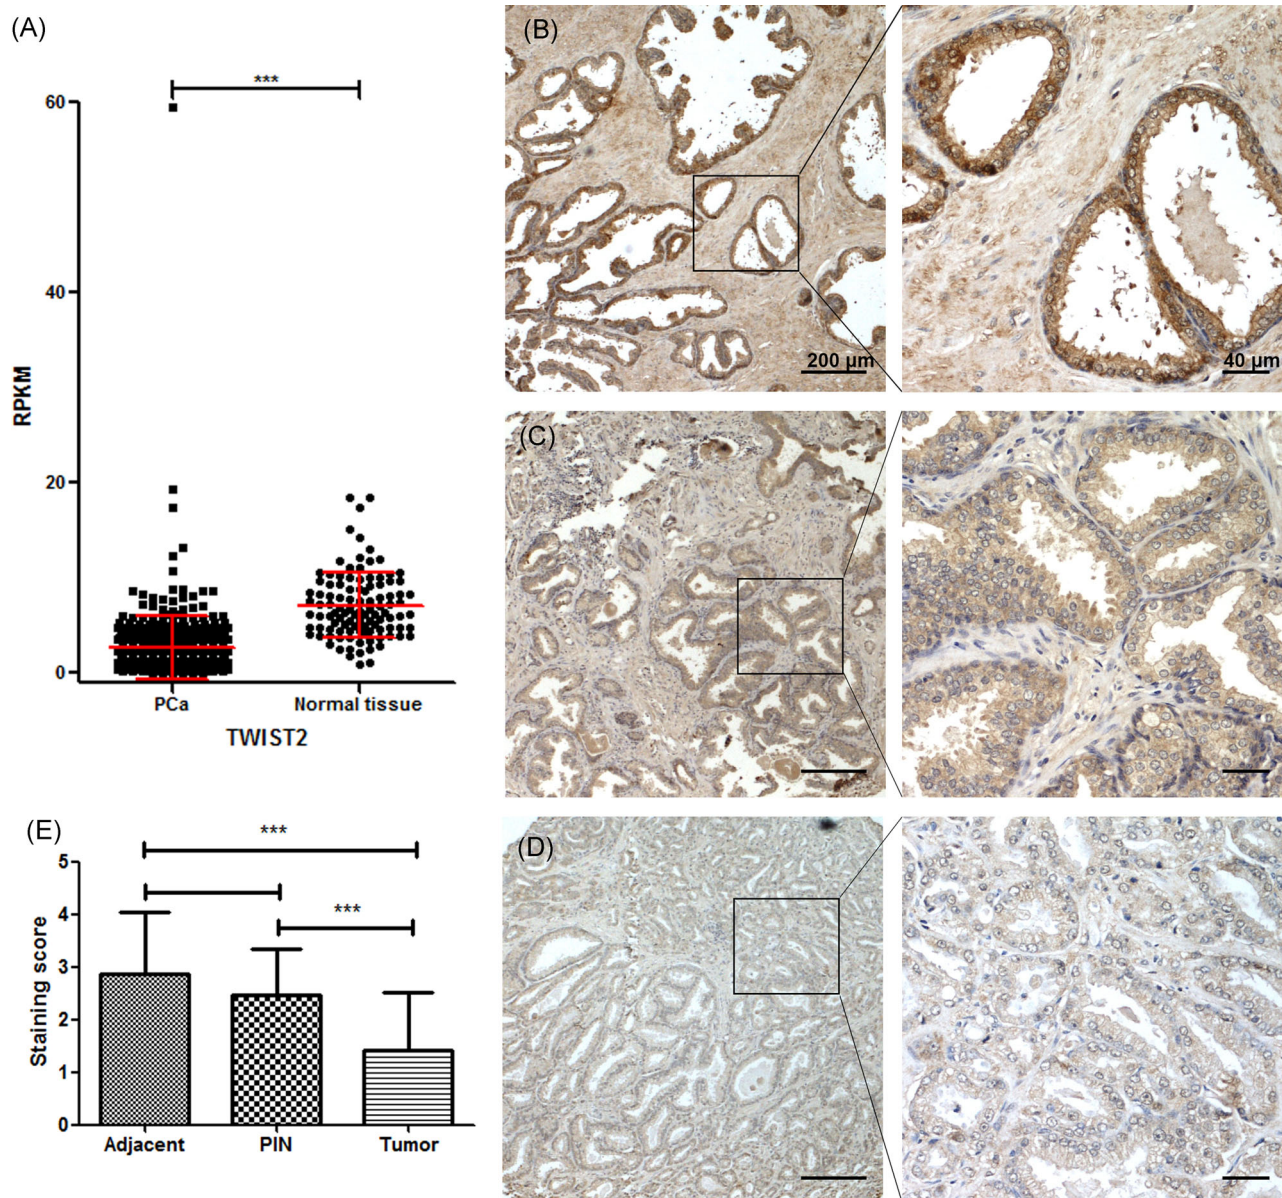 (A)
***
60
40
20
0
RPKM
PCa
Normal tissue
TWIST2
(B)
200 µm
40 µm
(C)
(D)
(E)
***
***
5
4
3
2
1
0
Staining score
Adjacent
PIN
Tumor